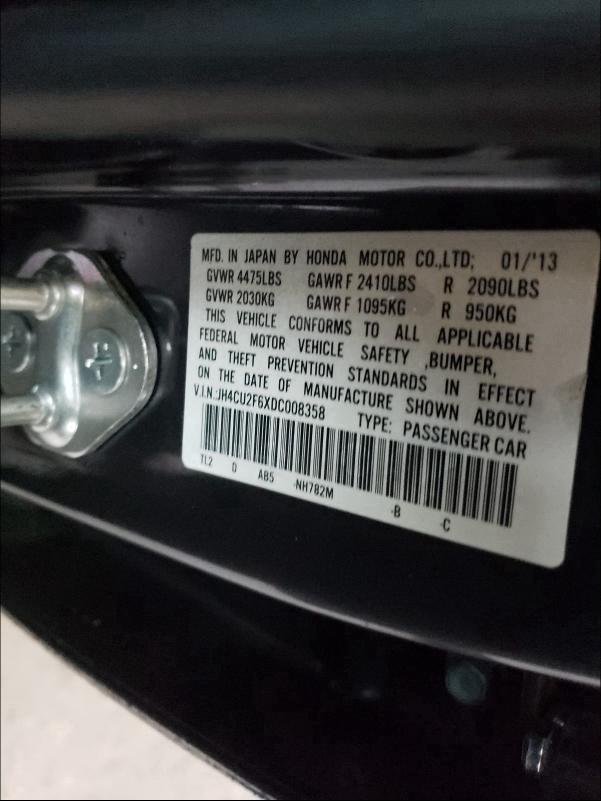 MFD. IN JAPAN BY HONDA MOTOR CO.,LTD; 01/'13
GVWR 4475LBS GAWR F 2410LBS R 2090LBS
GVWR 2030KG GAWR F 1095KG R 950KG
THIS VEHICLE CONFORMS TO ALL APPLICABLE
FEDERAL MOTOR VEHICLE SAFETY ,BUMPER,
AND THEFT PREVENTION STANDARDS IN EFFECT
ON THE DATE OF MANUFACTURE SHOWN ABOVE.
V.I.N.:JH4CU2F6XDC008358 TYPE: PASSENGER CAR
TL2 D AB5 -NH782M -B -C